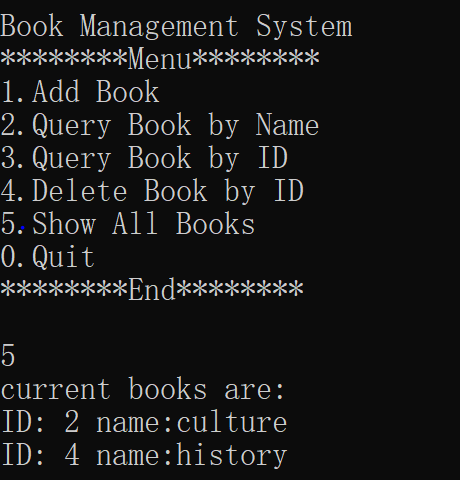 Book Management System
********Menu********
1.Add Book
2.Query Book by Name
3.Query Book by ID
4.Delete Book by ID
5.Show All Books
0.Quit
********End********
5
current books are:
ID: 2 name:culture
ID: 4 name:history